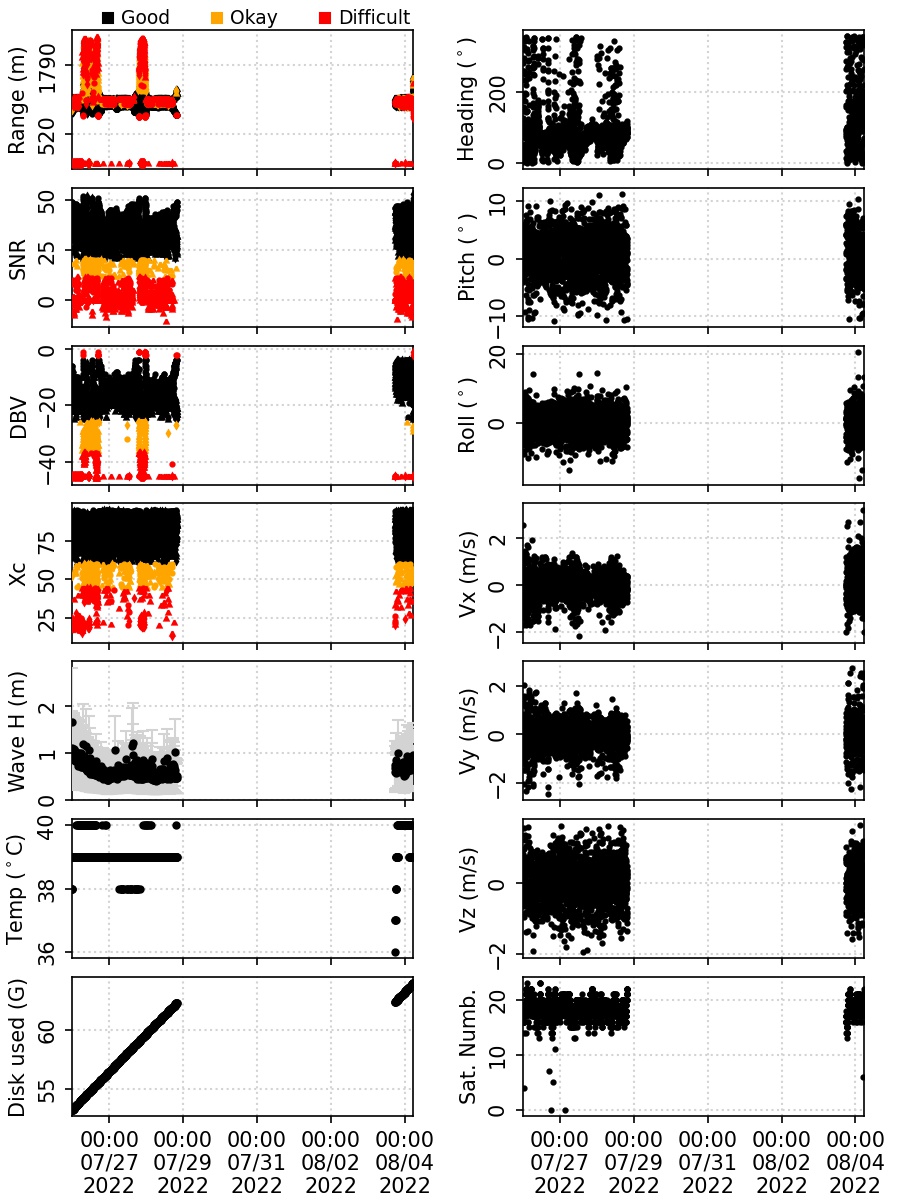 Good Okay Difficult
Range (m)
1790
520
Heading (°)
200
0
SNR
50
25
0
Pitch (°)
10
0
−10
DBV
0
−20
−40
Roll (°)
20
0
Xc
75
50
25
Vx (m/s)
2
0
−2
Wave H (m)
2
1
0
Vy (m/s)
2
0
−2
Temp (°C)
40
38
36
Vz (m/s)
0
−2
Disk used (G)
60
55
Sat. Numb.
20
10
0
00:00 00:00 00:00 00:00 00:00
07/27 07/29 07/31 08/02 08/04
2022 2022 2022 2022 2022
00:00 00:00 00:00 00:00 00:00
07/27 07/29 07/31 08/02 08/04
2022 2022 2022 2022 2022